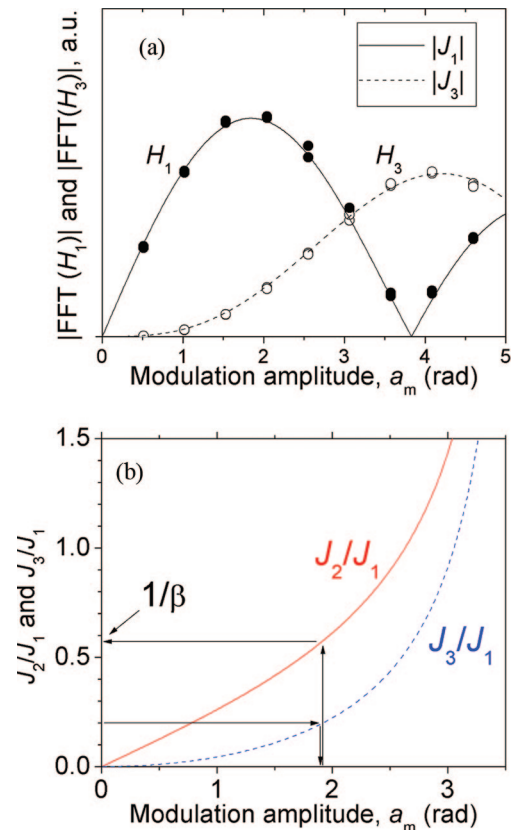 (a)
|J1|
|J3|
H1
H3
|FFT (H1)| and |FFT(H3)|, a.u.
0 1 2 3 4 5
Modulation amplitude, am (rad)
(b)
1.5
1.0
0.5
0.0
J2/J1 and J3/J1
1/β
J2/J1
J3/J1
0 1 2 3
Modulation amplitude, am (rad)